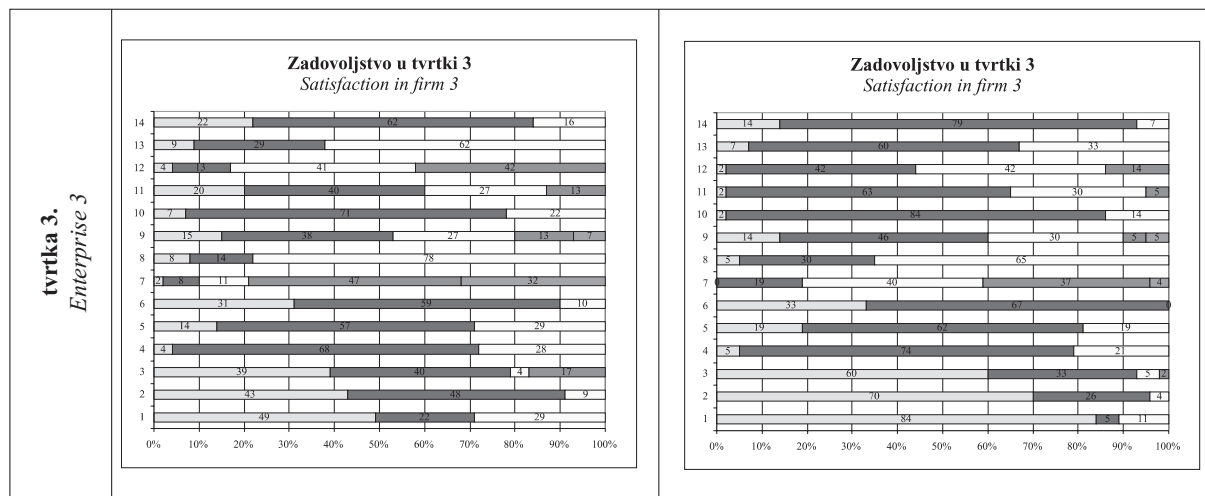 tvrtka 3.
Enterprise 3
Zadovoljstvo u tvrtki 3
Satisfaction in firm 3
14 22 62 16
13 9 29 62
12 4 13 41 42
11 20 40 27 13
10 7 71 22
9 15 38 27 13 7
8 8 14 78
7 2 8 11 47 32
6 31 59 10
5 14 57 29
4 4 68 28
3 39 40 4 17
2 43 48 9
1 49 22 29
0% 10% 20% 30% 40% 50% 60% 70% 80% 90% 100%
Zadovoljstvo u tvrtki 3
Satisfaction in firm 3
14 14 79 7
13 7 60 33
12 2 42 42 14
11 2 63 30 5
10 2 84 14
9 14 46 30 5 5
8 5 30 65
7 0 19 40 37 4
6 33 67 0
5 19 62 19
4 5 74 21
3 60 33 5 2
2 70 26 4
1 84 5 11
0% 10% 20% 30% 40% 50% 60% 70% 80% 90% 100%